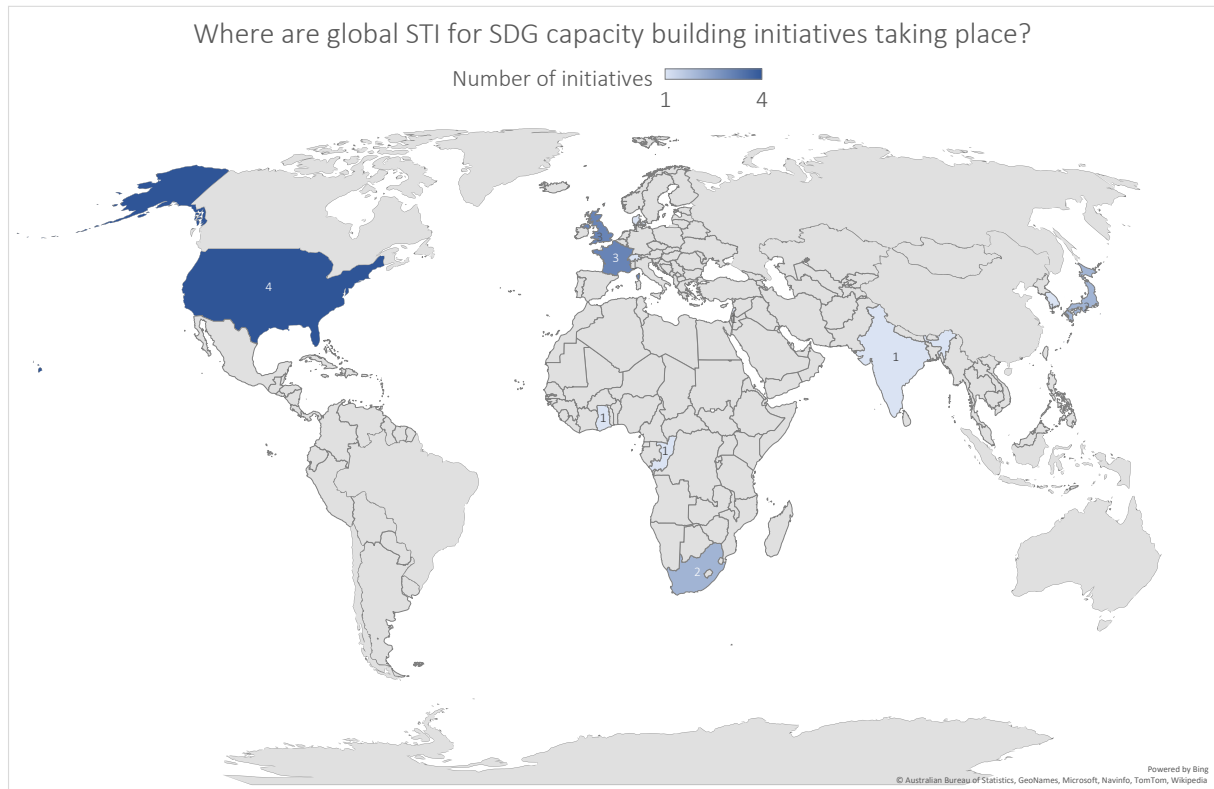 Where are global STI for SDG capacity building initiatives taking place?
Number of initiatives
1 4
4
3
1
1
1
2
Powered by Bing
© Australian Bureau of Statistics, GeoNames, Microsoft, Navinfo, TomTom, Wikipedia